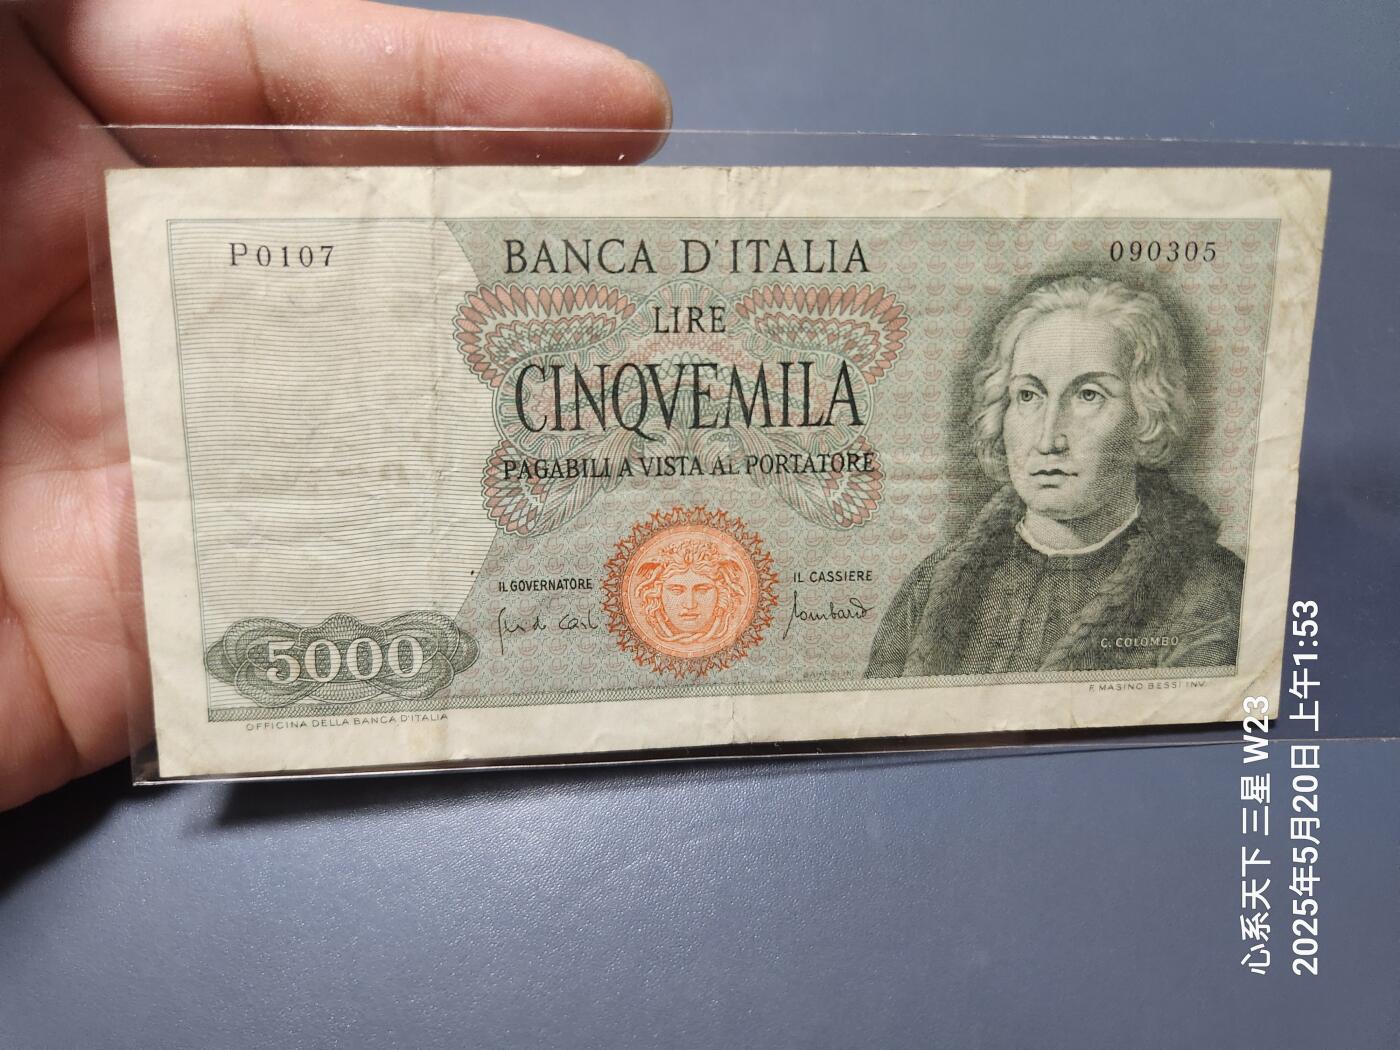 P0107
BANCA D'ITALIA
090305
LIRE
CINQVEMILA
PAGABILI A VISTA AL PORTATORE
IL GOVERNATORE
IL CASSIERE
5000
C. COLOMBO
OFFICINA DELLA BANCA D'ITALIA
F. MASINO BESSI INV.
心系天下 三星 W23
2025年5月20日 上午1:53